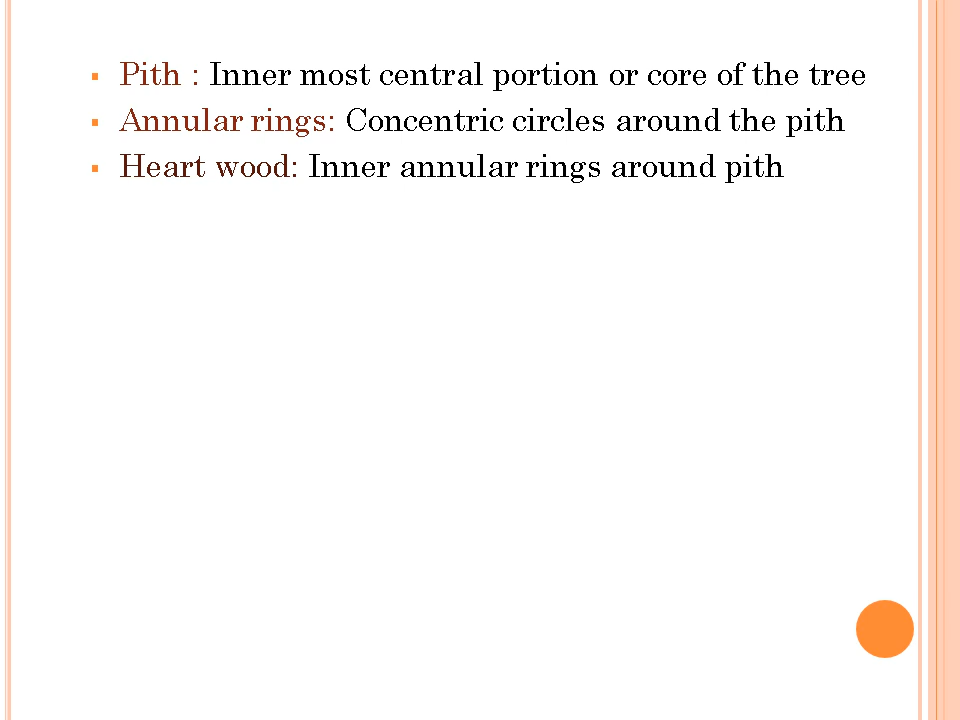 ▪ Pith : Inner most central portion or core of the tree
▪ Annular rings: Concentric circles around the pith
▪ Heart wood: Inner annular rings around pith